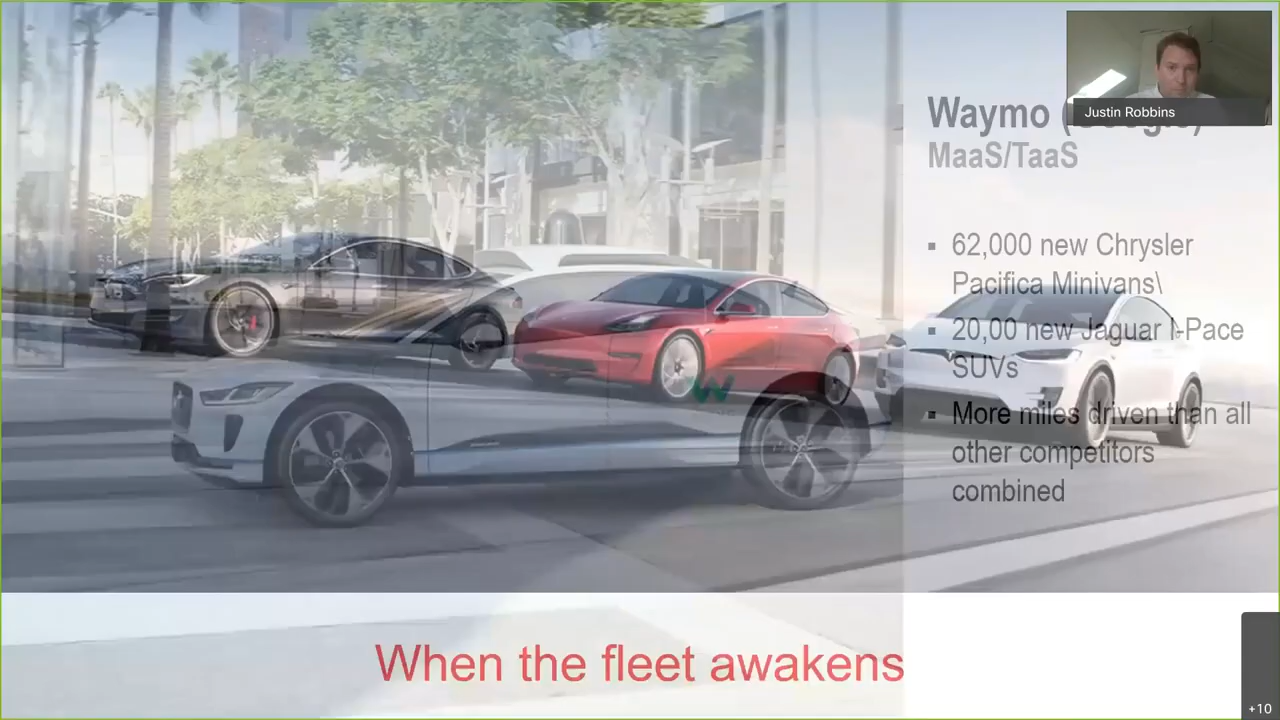 Justin Robbins
Waymo (Google)
MaaS/TaaS
▪ 62,000 new Chrysler
Pacifica Minivans\
▪ 20,00 new Jaguar I-Pace
SUVs
▪ More miles driven than all
other competitors
combined
When the fleet awakens
+10